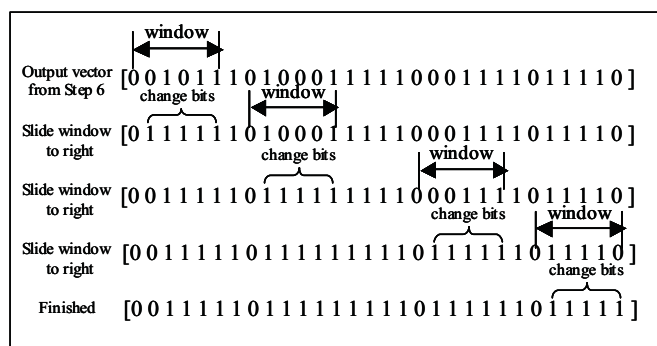 window
Output vector
from Step 6
[0 0 1 0 1 1 1 0 1 0 0 0 1 1 1 1 1 0 0 0 1 1 1 1 0 1 1 1 1 0 ]
change bits
window
Slide window
to right
[0 1 1 1 1 1 1 0 1 0 0 0 1 1 1 1 1 0 0 0 1 1 1 1 0 1 1 1 1 0 ]
change bits
window
Slide window
to right
[0 0 1 1 1 1 1 0 1 1 1 1 1 1 1 1 1 0 0 0 1 1 1 1 0 1 1 1 1 0 ]
change bits
window
Slide window
to right
[0 0 1 1 1 1 1 0 1 1 1 1 1 1 1 1 1 0 1 1 1 1 1 1 0 1 1 1 1 0 ]
change bits
Finished
[0 0 1 1 1 1 1 0 1 1 1 1 1 1 1 1 1 0 1 1 1 1 1 1 0 1 1 1 1 1 ]